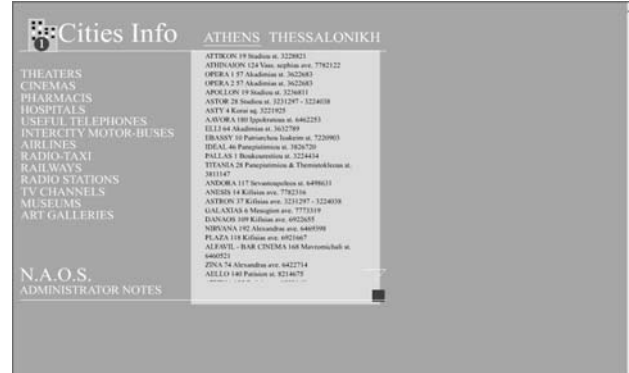 Cities Info
1
ATHENS THESSALONIKH
THEATERS
CINEMAS
PHARMACIS
HOSPITALS
USEFUL TELEPHONES
INTERCITY MOTOR-BUSES
AIRLINES
RADIO-TAXI
RAILWAYS
RADIO STATIONS
TV CHANNELS
MUSEUMS
ART GALLERIES
N.A.O.S.
ADMINISTRATOR NOTES
ATTIKON 19 Stadiou st. 3228821
ATHINAION 124 Vass. sophias ave. 7782122
OPERA 1 57 Akadimias st. 3622683
OPERA 2 57 Akadimias st. 3622683
APOLLON 19 Stadiou st. 3236811
ASTOR 28 Stadiou st. 3231297 - 3224038
ASTY 4 Korai sq. 3221925
AAVORA 180 Ippokratous st. 6462253
ELLI 64 Akadimias st. 3632789
EBASSY 10 Patriarchou Ioakeim st. 7220903
IDEAL 46 Panepistimiou st. 3826720
PALLAS 1 Boukourestiou st. 3224434
TITANIA 28 Panepistimiou & Themistokleous st.
3811147
ANDORA 117 Sevastoupoleos st. 6498631
ANESIS 14 Kifisias ave. 7782316
ASTRON 37 Kifisias ave. 3231297 - 3224038
GALAXIAS 6 Mesogion ave. 7773319
DANAOS 109 Kifisias ave. 6922655
NIRVANA 192 Alexandras ave. 6469398
PLAZA 118 Kifisias ave. 6921667
ALFAVIL - BAR CINEMA 168 Mavromichali st.
6460521
ZINA 74 Alexandras ave. 6422714
AELLO 140 Patision st. 8214675